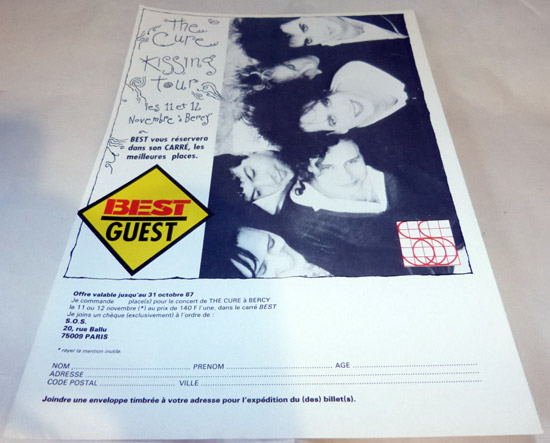 The
Cure
Kissing
Tour
les 11 et 12
Novembre à Bercy
BEST vous réservera
dans son CARRÉ, les
meilleures places.
BEST
GUEST
SOS
Offre valable jusqu'au 31 octobre 87
Je commande place(s) pour le concert de THE CURE à BERCY
le 11 ou 12 novembre (*) au prix de 140 F l'une, dans le carré BEST
Je joins un chèque (exclusivement) à l'ordre de :
S.O.S.
20, rue Ballu
75009 PARIS
* rayer la mention inutile.
NOM PRENOM AGE
ADRESSE
CODE POSTAL VILLE
Joindre une enveloppe timbrée à votre adresse pour l'expédition du (des) billet(s).